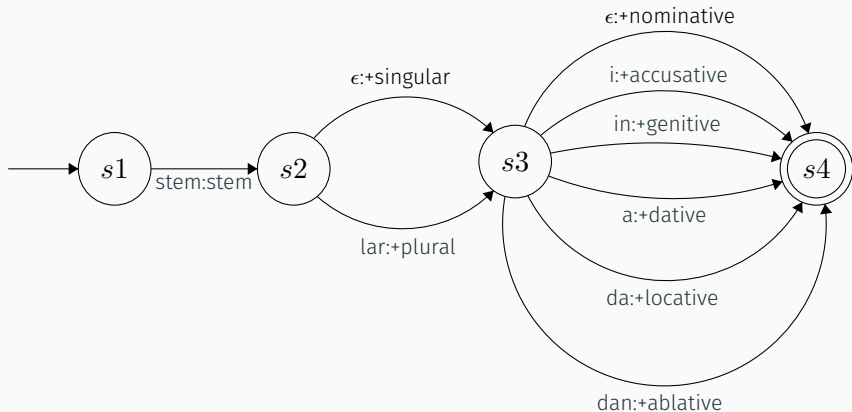 ϵ:+nominative
ϵ:+singular
i:+accusative
in:+genitive
s1
s2
s3
s4
stem:stem
a:+dative
lar:+plural
da:+locative
dan:+ablative